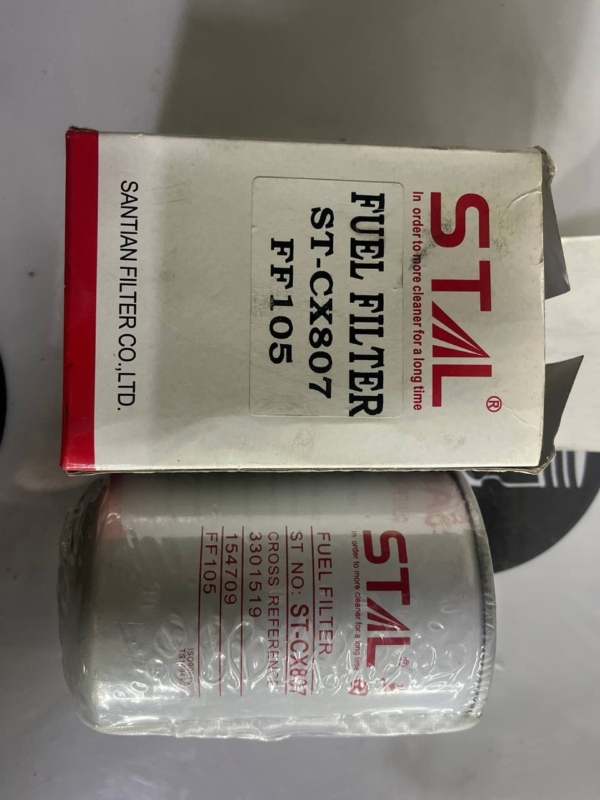 STAL®
In order to more cleaner for a long time
FUEL FILTER
ST-CX807
FF105
SANTIAN FILTER CO.,LTD.
STAL®
In order to more cleaner for a long time
FUEL FILTER
ST NO: ST-CX807
CROSS REFERENCE
3301519
154709
FF105